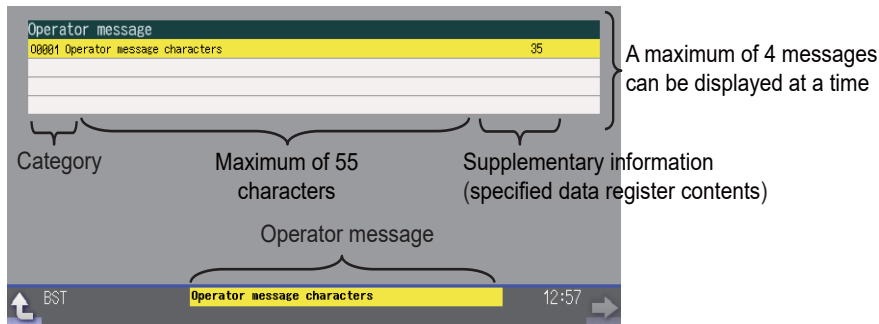 Operator message
O0001 Operator message characters 35
A maximum of 4 messages
can be displayed at a time
Category
Maximum of 55
characters
Supplementary information
(specified data register contents)
Operator message
BST Operator message characters 12:57